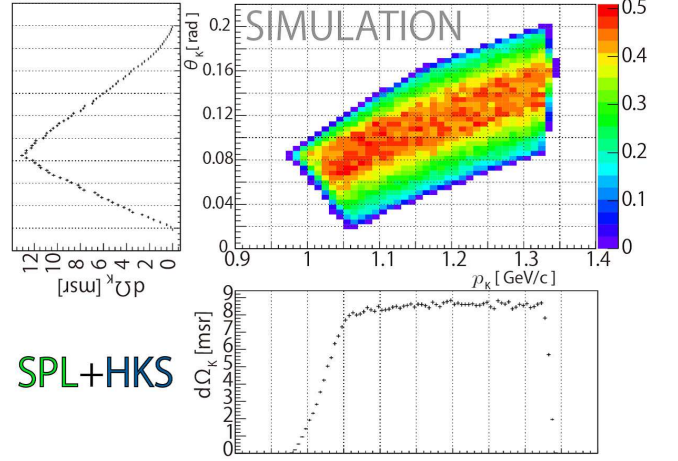 SIMULATION
θK [rad]
0.2
0.16
0.12
0.08
0.04
0
0.9 1 1.1 1.2 1.3 1.4
pK [GeV/c]
0.5
0.4
0.3
0.2
0.1
0
12 10 8 6 4 2 0
dΩK [msr]
SPL+HKS
dΩK [msr]
9
8
7
6
5
4
3
2
1
0